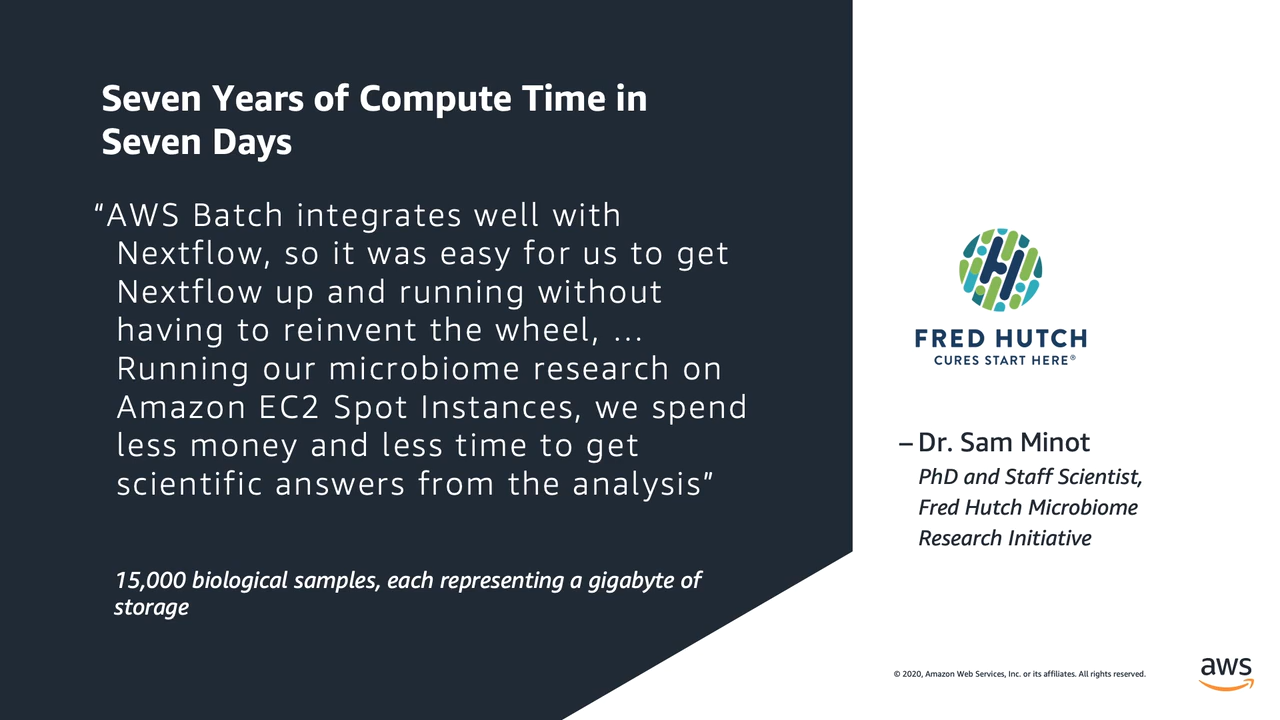 Seven Years of Compute Time in
Seven Days
“AWS Batch integrates well with
Nextflow, so it was easy for us to get
Nextflow up and running without
having to reinvent the wheel, ...
Running our microbiome research on
Amazon EC2 Spot Instances, we spend
less money and less time to get
scientific answers from the analysis”
15,000 biological samples, each representing a gigabyte of
storage
FRED HUTCH
CURES START HERE®
– Dr. Sam Minot
PhD and Staff Scientist,
Fred Hutch Microbiome
Research Initiative
© 2020, Amazon Web Services, Inc. or its affiliates. All rights reserved.
aws